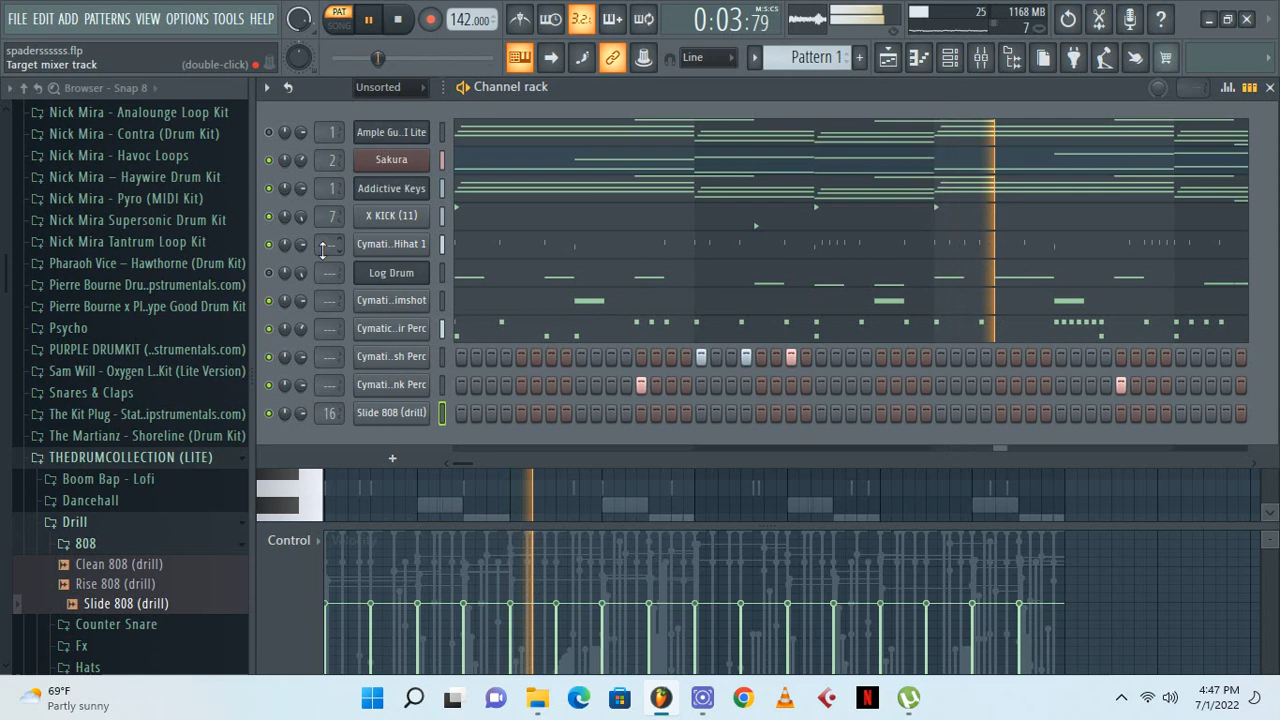 FILE EDIT ADD PATTERNS VIEW OPTIONS TOOLS HELP
PAT
SONG
142.000
3.2
0:03:79
25
1168 MB
7
spaderssssss.flp
Target mixer track
(double-click)
Line
Pattern 1
Browser - Snap 8
Unsorted
Channel rack
Nick Mira - Analounge Loop Kit
Nick Mira - Contra (Drum Kit)
Nick Mira - Havoc Loops
Nick Mira – Haywire Drum Kit
Nick Mira - Pyro (MIDI Kit)
Nick Mira Supersonic Drum Kit
Nick Mira Tantrum Loop Kit
Pharaoh Vice – Hawthorne (Drum Kit)
Pierre Bourne Dru..pstrumentals.com)
Pierre Bourne x Pl..ype Good Drum Kit
Psycho
PURPLE DRUMKIT (..strumentals.com)
Sam Will - Oxygen L..Kit (Lite Version)
Snares & Claps
The Kit Plug - Stat..ipstrumentals.com)
The Martianz - Shoreline (Drum Kit)
THEDRUMCOLLECTION (LITE)
Boom Bap - Lofi
Dancehall
Drill
808
Clean 808 (drill)
Rise 808 (drill)
Slide 808 (drill)
Counter Snare
Fx
Hats
1 Ample Gu..I Lite
2 Sakura
1 Addictive Keys
7 X KICK (11)
--- Cymati..Hihat 1
--- Log Drum
--- Cymati..imshot
--- Cymatic..ir Perc
--- Cymati..sh Perc
--- Cymati..nk Perc
16 Slide 808 (drill)
+
Control
Velocity
69°F
Partly sunny
4:47 PM
7/1/2022